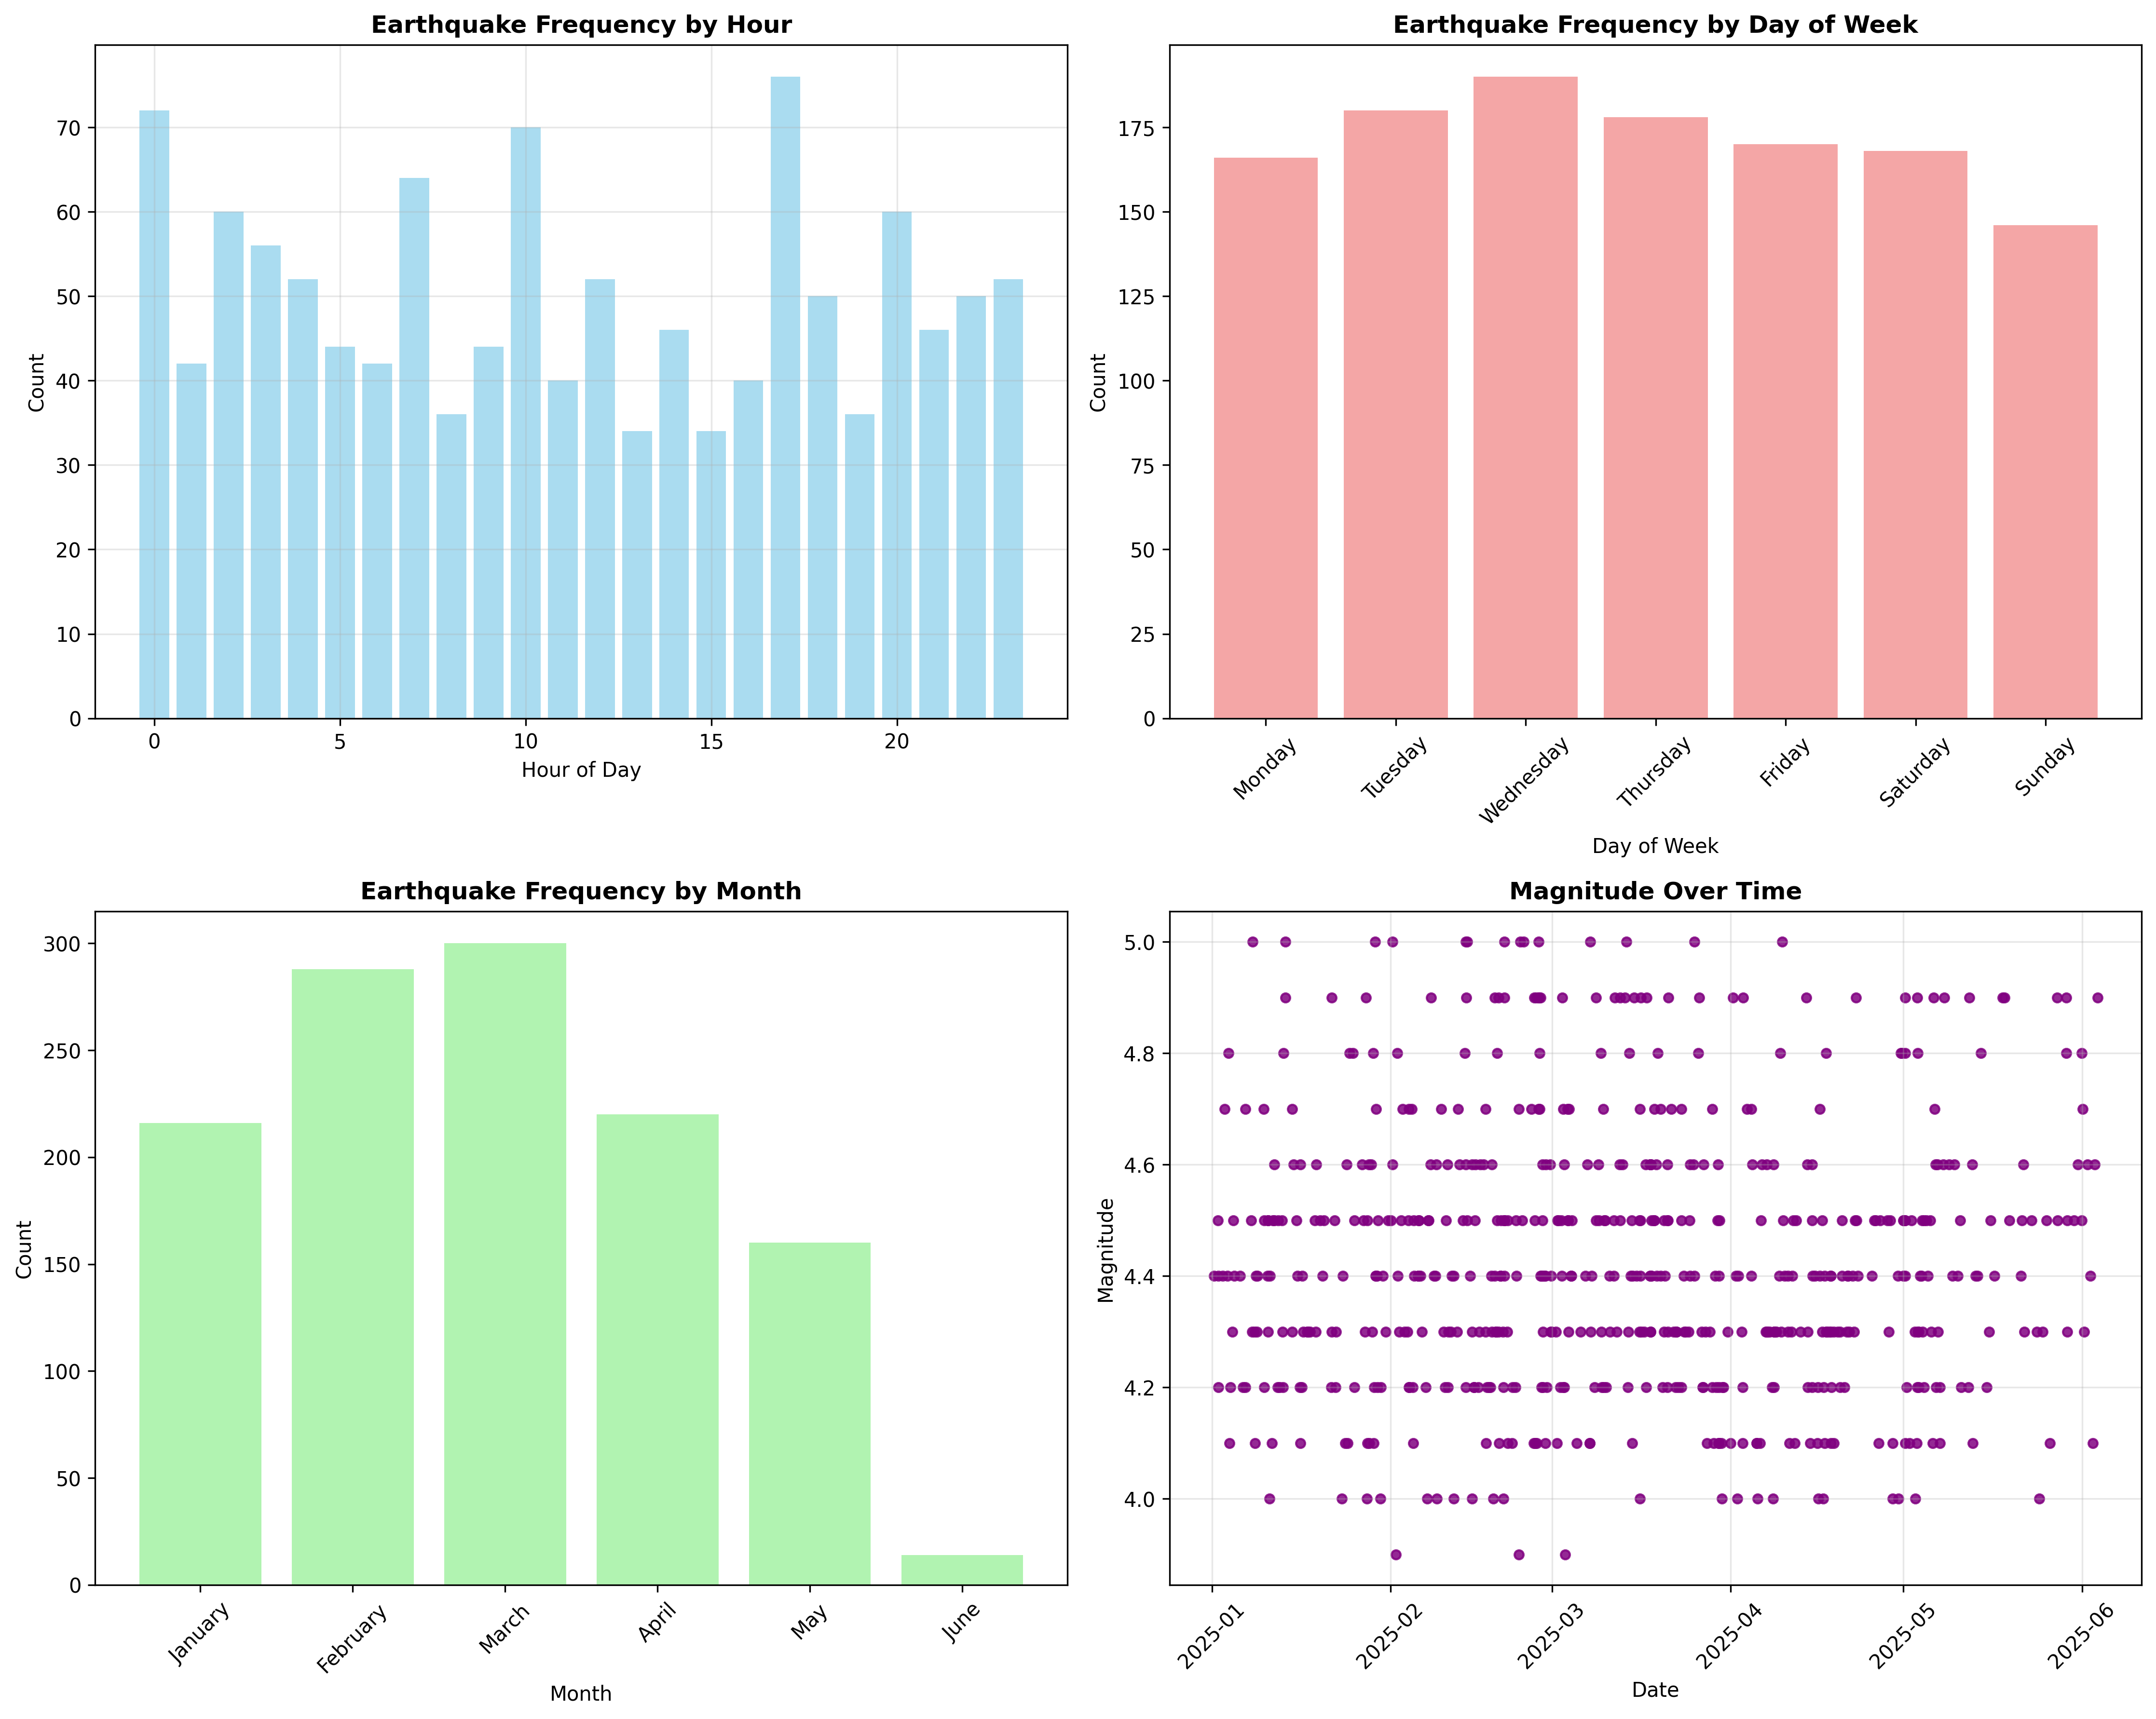 Earthquake Frequency by Hour
Count
70
60
50
40
30
20
10
0
0 5 10 15 20
Hour of Day
Earthquake Frequency by Day of Week
Count
175
150
125
100
75
50
25
0
Monday Tuesday Wednesday Thursday Friday Saturday Sunday
Day of Week
Earthquake Frequency by Month
Count
300
250
200
150
100
50
0
January February March April May June
Month
Magnitude Over Time
Magnitude
5.0
4.8
4.6
4.4
4.2
4.0
2025-01 2025-02 2025-03 2025-04 2025-05 2025-06
Date